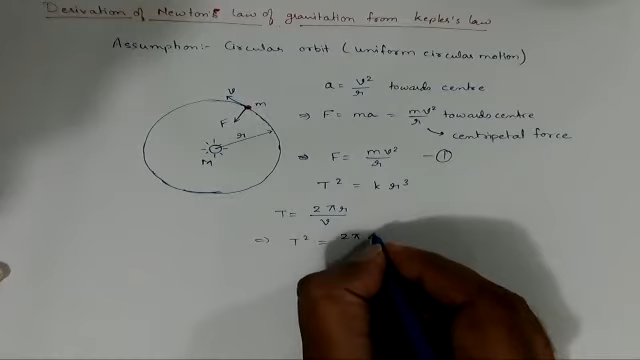 Derivation of Newton's law of gravitation from kepler's law
Assumption:- Circular orbit (uniform circular motion)
a = v²/r towards centre
v
m
⇒ F = ma = mv²/r towards centre
F
r
centripetal force
M
⇒ F = mv²/r — ①
T² = k r³
T = 2πr/v
⇒ T² = 2π